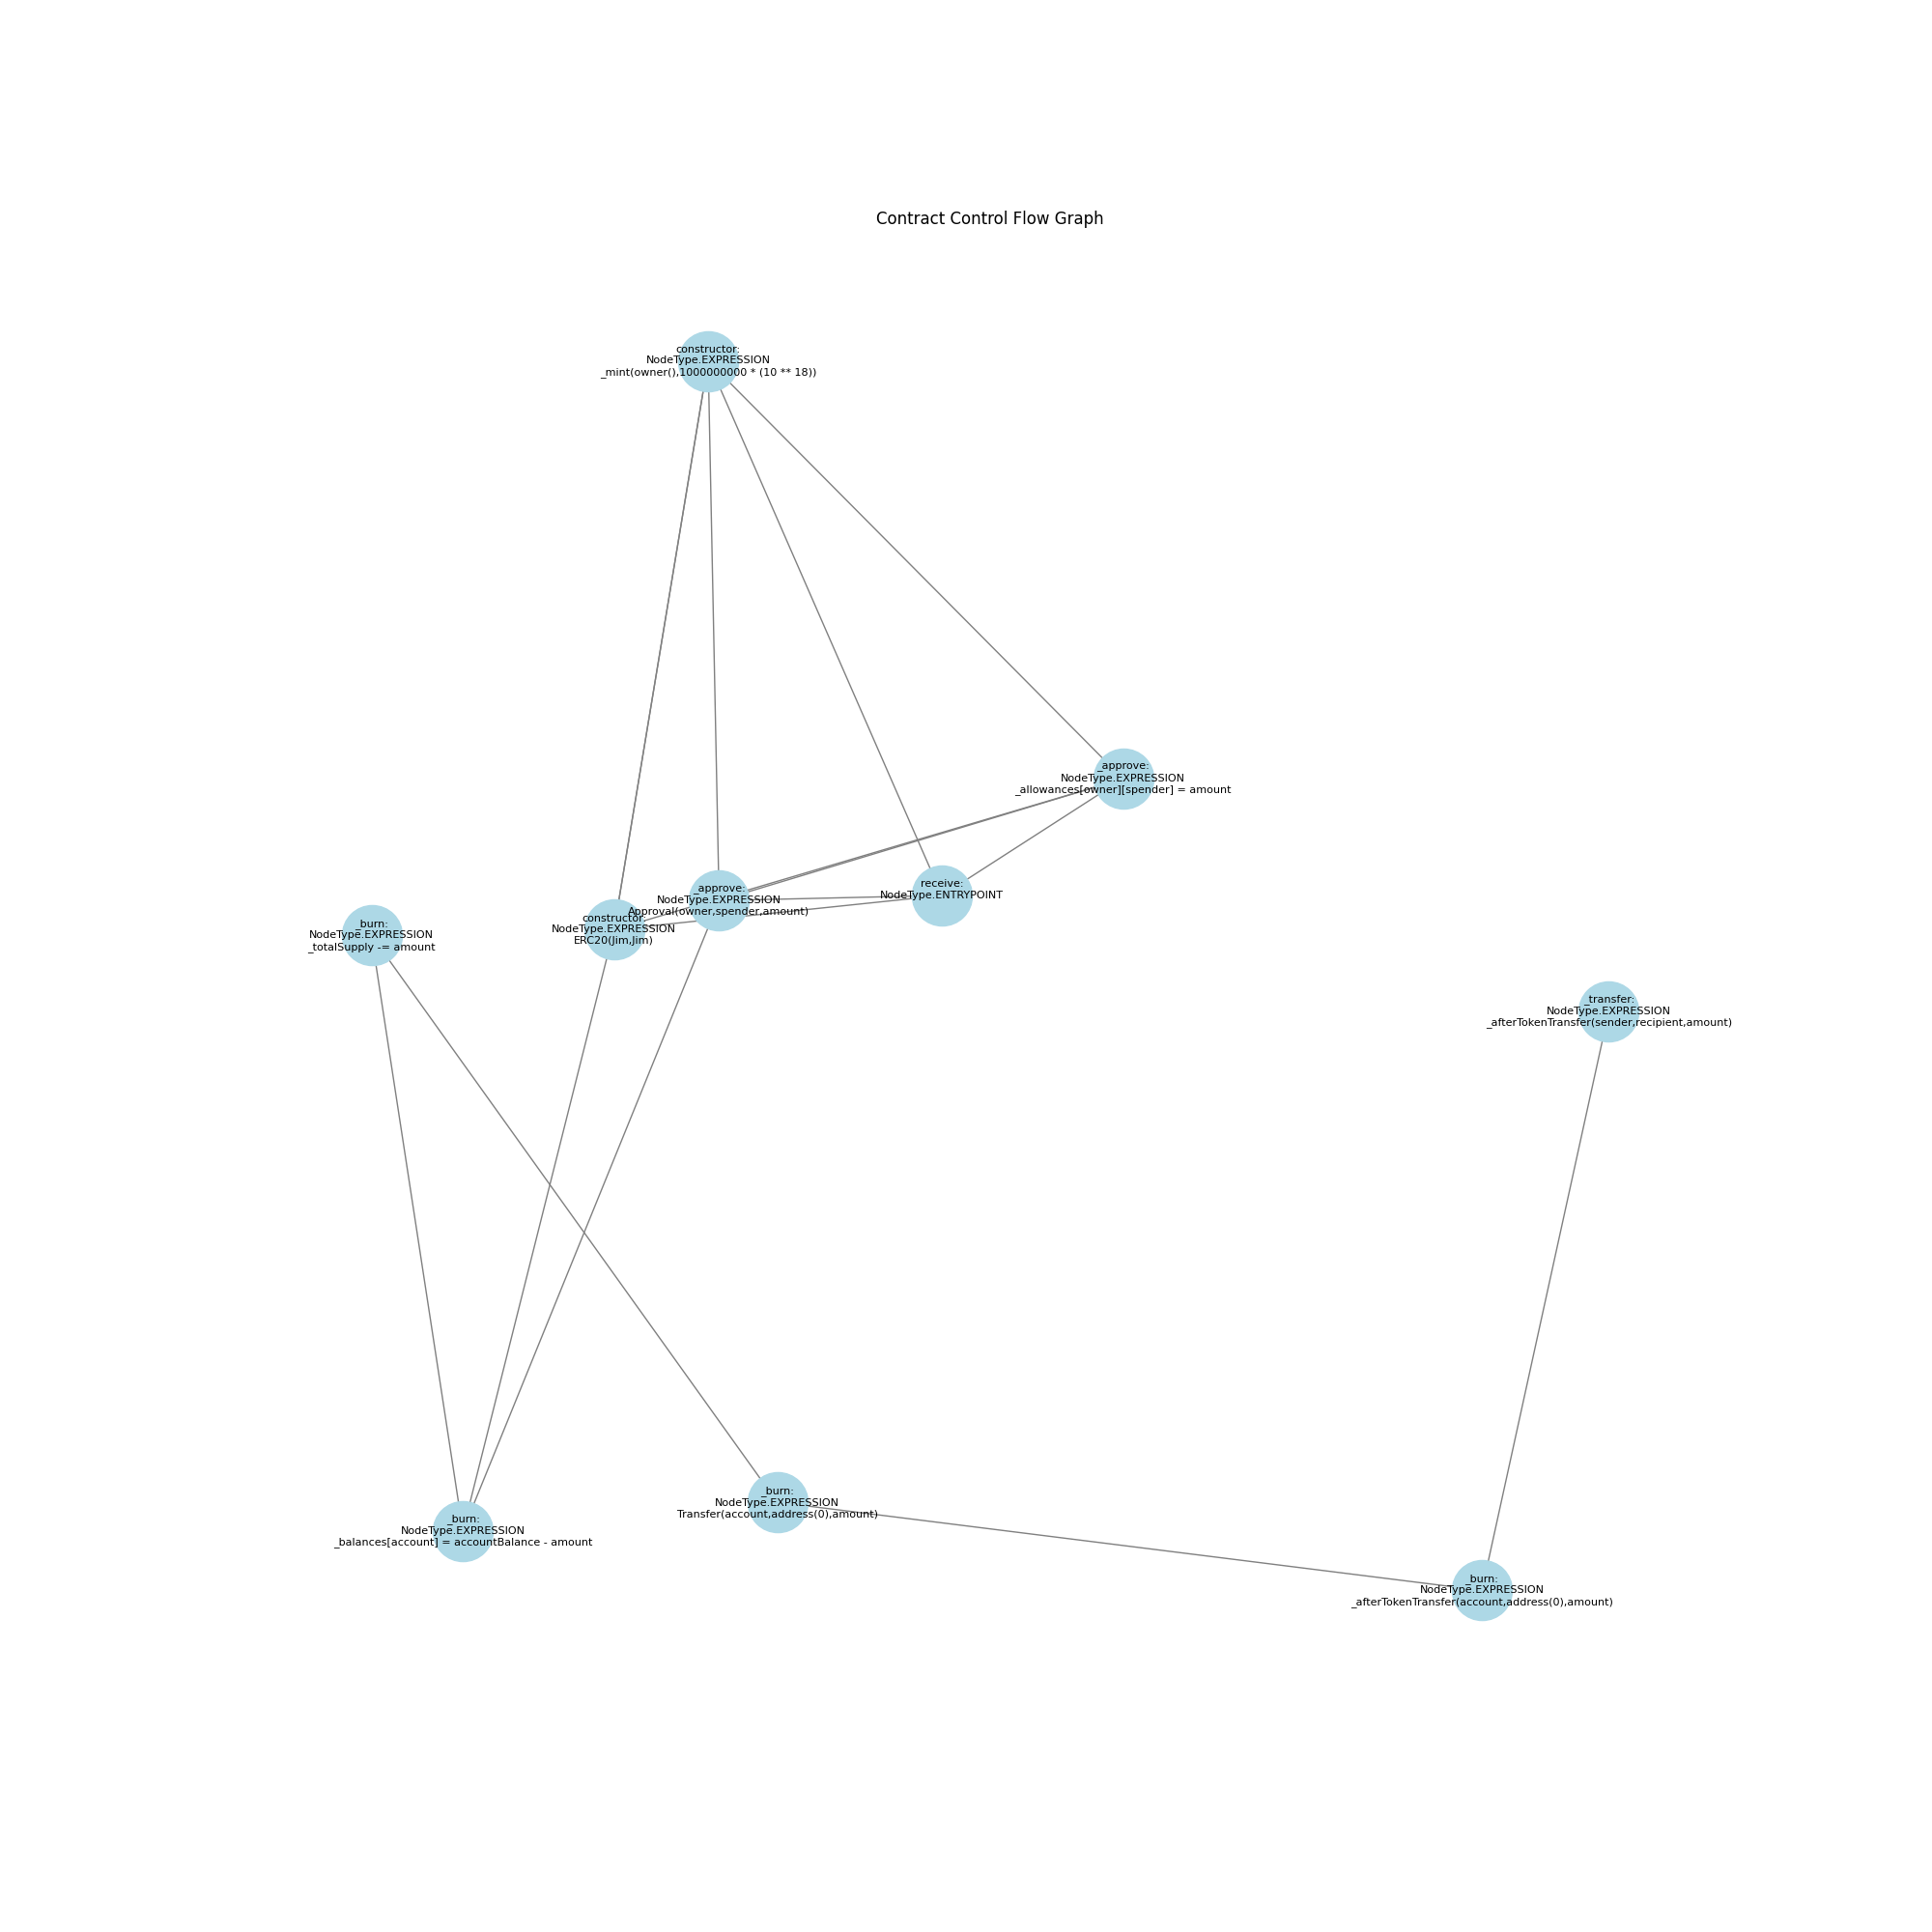 Contract Control Flow Graph
constructor:
NodeType.EXPRESSION
_mint(owner(),1000000000 * (10 ** 18))
_approve:
NodeType.EXPRESSION
_allowances[owner][spender] = amount
_approve:
NodeType.EXPRESSION
Approval(owner,spender,amount)
receive:
NodeType.ENTRYPOINT
constructor:
NodeType.EXPRESSION
ERC20(Jim,Jim)
_burn:
NodeType.EXPRESSION
_totalSupply -= amount
_transfer:
NodeType.EXPRESSION
_afterTokenTransfer(sender,recipient,amount)
_burn:
NodeType.EXPRESSION
Transfer(account,address(0),amount)
_burn:
NodeType.EXPRESSION
_balances[account] = accountBalance - amount
_burn:
NodeType.EXPRESSION
_afterTokenTransfer(account,address(0),amount)